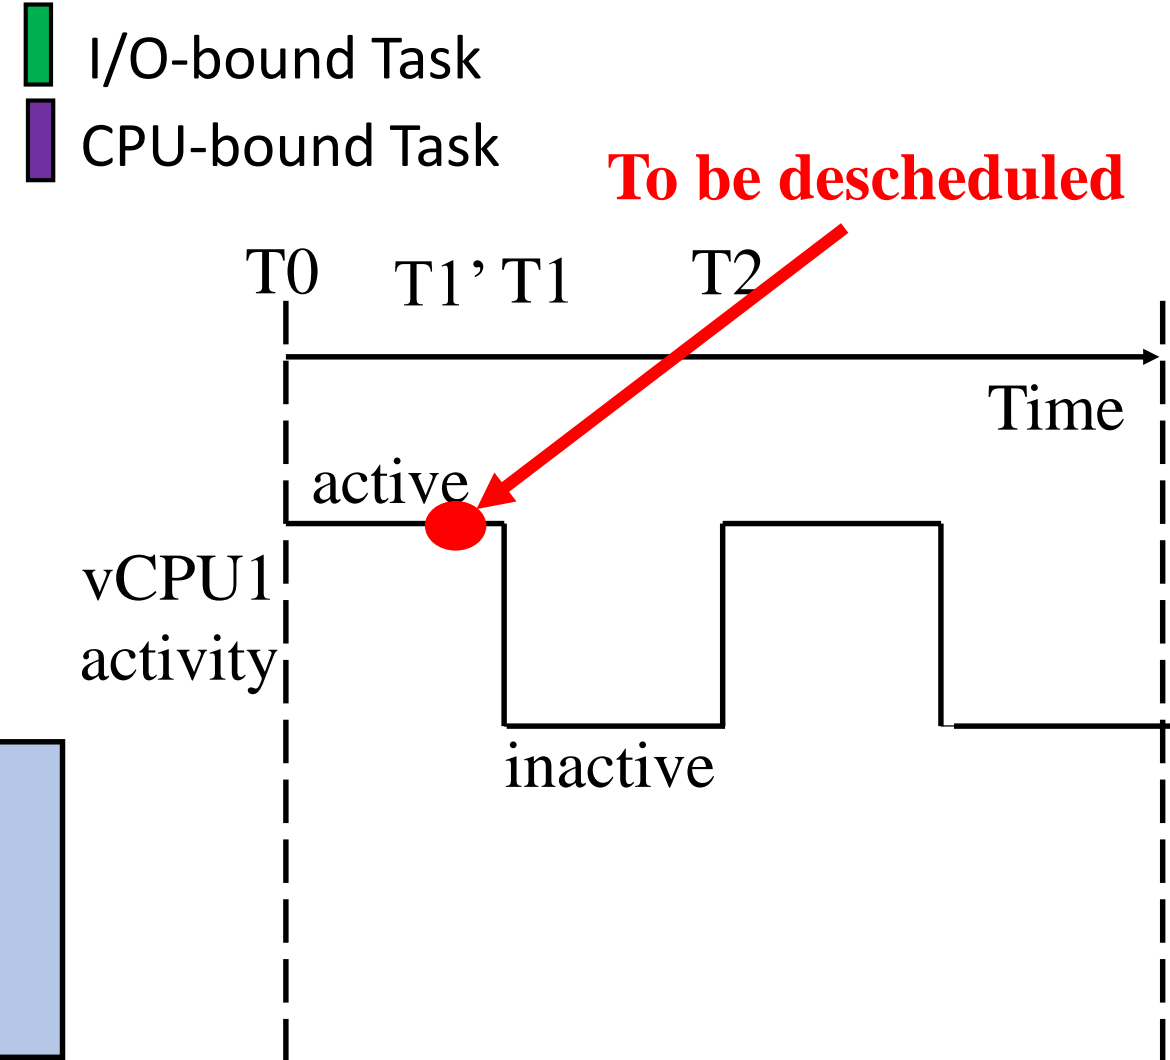 I/O-bound Task
CPU-bound Task
To be descheduled
T0 T1’ T1 T2
Time
active
vCPU1
activity
inactive